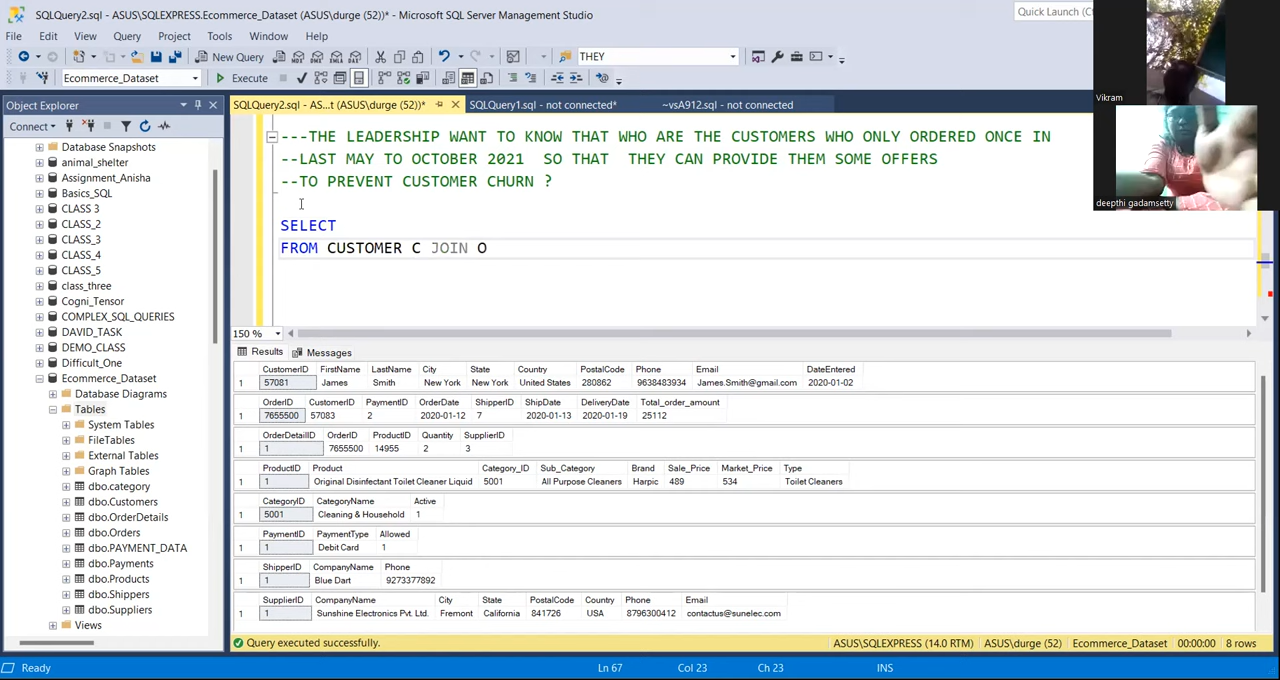 SQLQuery2.sql - ASUS\SQLEXPRESS.Ecommerce_Dataset (ASUS\durge (52))* - Microsoft SQL Server Management Studio
Quick Launch (Ct
File Edit View Query Project Tools Window Help
New Query
THEY
Ecommerce_Dataset
Execute
Object Explorer
SQLQuery2.sql - AS...t (ASUS\durge (52))*
SQLQuery1.sql - not connected*
~vsA912.sql - not connected
Vikram
deepthi gadamsetty
Connect
Database Snapshots
animal_shelter
Assignment_Anisha
Basics_SQL
CLASS 3
CLASS_2
CLASS_3
CLASS_4
CLASS_5
class_three
Cogni_Tensor
COMPLEX_SQL_QUERIES
DAVID_TASK
DEMO_CLASS
Difficult_One
Ecommerce_Dataset
Database Diagrams
Tables
System Tables
FileTables
External Tables
Graph Tables
dbo.category
dbo.Customers
dbo.OrderDetails
dbo.Orders
dbo.PAYMENT_DATA
dbo.Payments
dbo.Products
dbo.Shippers
dbo.Suppliers
Views
---THE LEADERSHIP WANT TO KNOW THAT WHO ARE THE CUSTOMERS WHO ONLY ORDERED ONCE IN
--LAST MAY TO OCTOBER 2021 SO THAT THEY CAN PROVIDE THEM SOME OFFERS
--TO PREVENT CUSTOMER CHURN ?
SELECT
FROM CUSTOMER C JOIN O
150 %
Results Messages
CustomerID FirstName LastName City State Country PostalCode Phone Email DateEntered
1 57081 James Smith New York New York United States 280862 9638483934 James.Smith@gmail.com 2020-01-02
OrderID CustomerID PaymentID OrderDate ShipperID ShipDate DeliveryDate Total_order_amount
1 7655500 57083 2 2020-01-12 7 2020-01-13 2020-01-19 25112
OrderDetailID OrderID ProductID Quantity SupplierID
1 1 7655500 14955 2 3
ProductID Product Category_ID Sub_Category Brand Sale_Price Market_Price Type
1 1 Original Disinfectant Toilet Cleaner Liquid 5001 All Purpose Cleaners Harpic 489 534 Toilet Cleaners
CategoryID CategoryName Active
1 5001 Cleaning & Household 1
PaymentID PaymentType Allowed
1 1 Debit Card 1
ShipperID CompanyName Phone
1 1 Blue Dart 9273377892
SupplierID CompanyName City State PostalCode Country Phone Email
1 1 Sunshine Electronics Pvt. Ltd. Fremont California 841726 USA 8796300412 contactus@sunelec.com
Query executed successfully.
ASUS\SQLEXPRESS (14.0 RTM) ASUS\durge (52) Ecommerce_Dataset 00:00:00 8 rows
Ready Ln 67 Col 23 Ch 23 INS